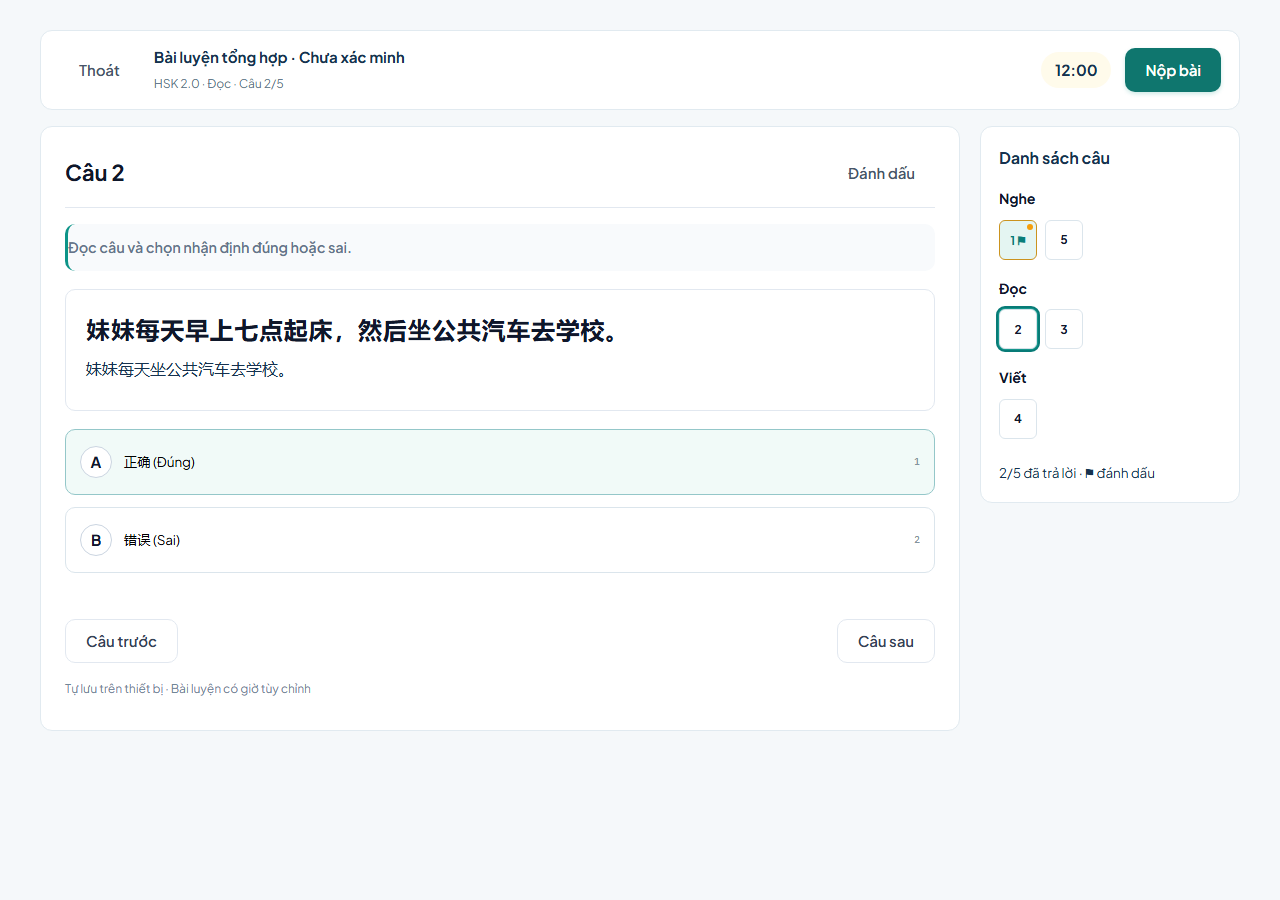 Thoát
Bài luyện tổng hợp · Chưa xác minh
HSK 2.0 · Đọc · Câu 2/5
12:00
Nộp bài
Câu 2
Đánh dấu
Đọc câu và chọn nhận định đúng hoặc sai.
妹妹每天早上七点起床，然后坐公共汽车去学校。
妹妹每天坐公共汽车去学校。
A 正确 (Đúng) 1
B 错误 (Sai) 2
Câu trước
Câu sau
Tự lưu trên thiết bị · Bài luyện có giờ tùy chỉnh
Danh sách câu
Nghe
1⚑ 5
Đọc
2 3
Viết
4
2/5 đã trả lời · ⚑ đánh dấu